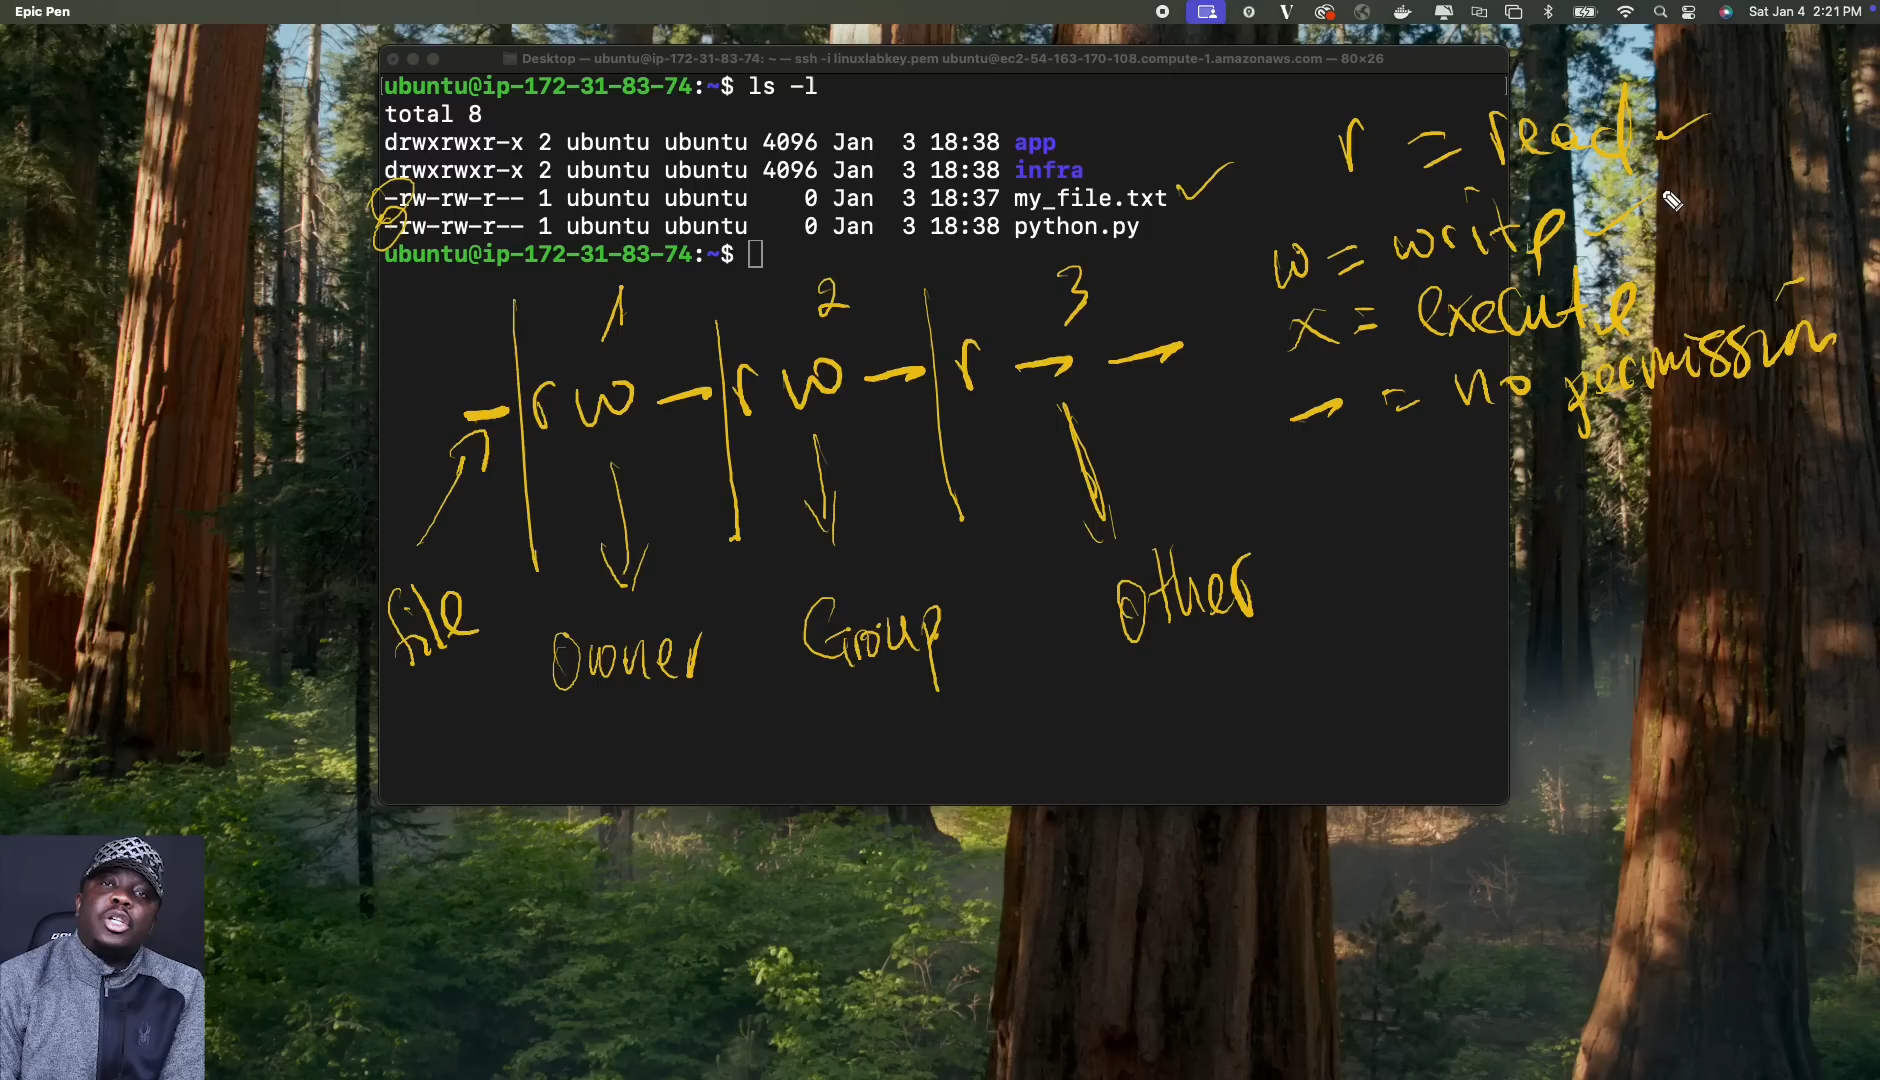 Epic Pen
Sat Jan 4 2:21 PM
Desktop — ubuntu@ip-172-31-83-74: ~ — ssh -i linuxlabkey.pem ubuntu@ec2-54-163-170-108.compute-1.amazonaws.com — 80×26
ubuntu@ip-172-31-83-74:~$ ls -l
total 8
drwxrwxr-x 2 ubuntu ubuntu 4096 Jan  3 18:38 app
drwxrwxr-x 2 ubuntu ubuntu 4096 Jan  3 18:38 infra
-rw-rw-r-- 1 ubuntu ubuntu    0 Jan  3 18:37 my_file.txt
-rw-rw-r-- 1 ubuntu ubuntu    0 Jan  3 18:38 python.py
ubuntu@ip-172-31-83-74:~$
r = read
w = write
x = execute
- = no permission
1 2 3
- | r w - | r w - | r - -
file
Owner
Group
Other